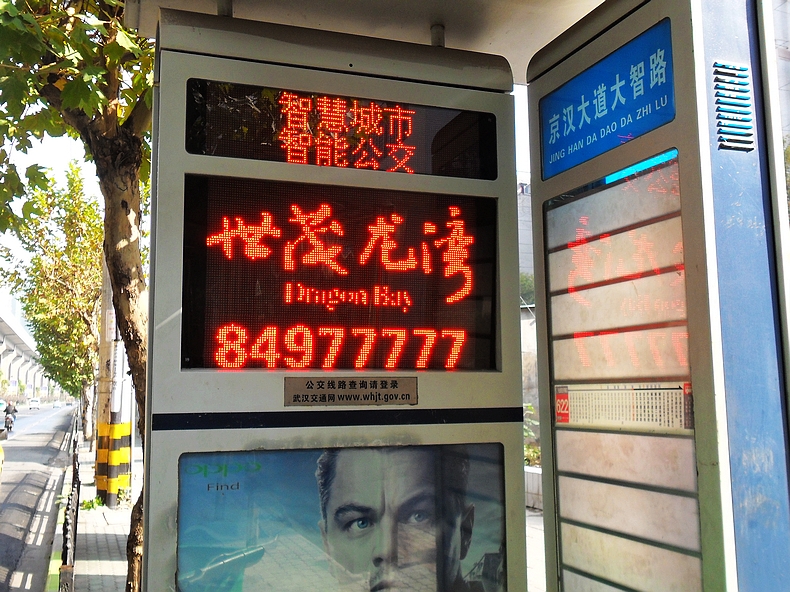 智慧城市
智能公交
世茂龙湾
Dragon Bay
84977777
公交线路查询请登录
武汉交通网 www.whjt.gov.cn
oppo
Find
京汉大道大智路
JING HAN DA DAO DA ZHI LU
622